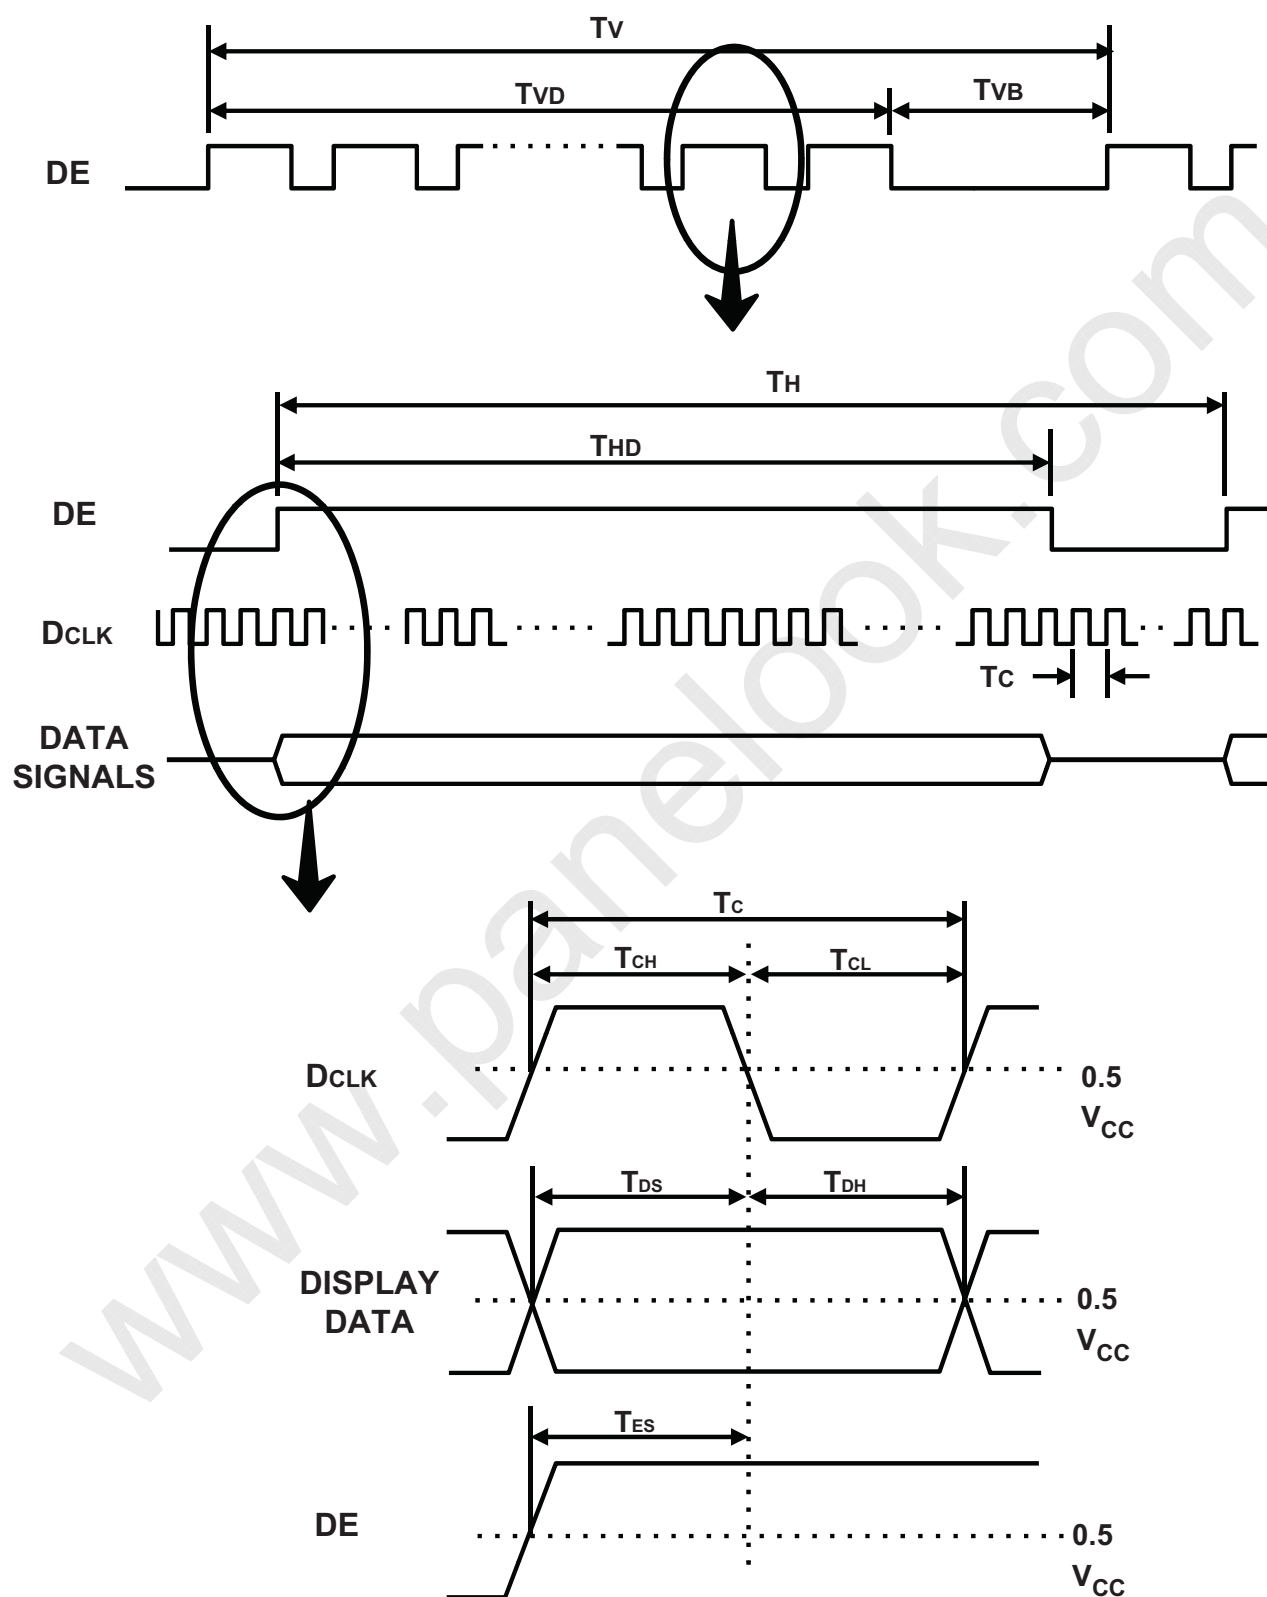 TV
TVD
TVB
DE
TH
THD
DE
DCLK
TC
DATA
SIGNALS
TC
TCH
TCL
DCLK
0.5
VCC
TDS
TDH
DISPLAY
DATA
0.5
VCC
TES
DE
0.5
VCC
www.panelook.com